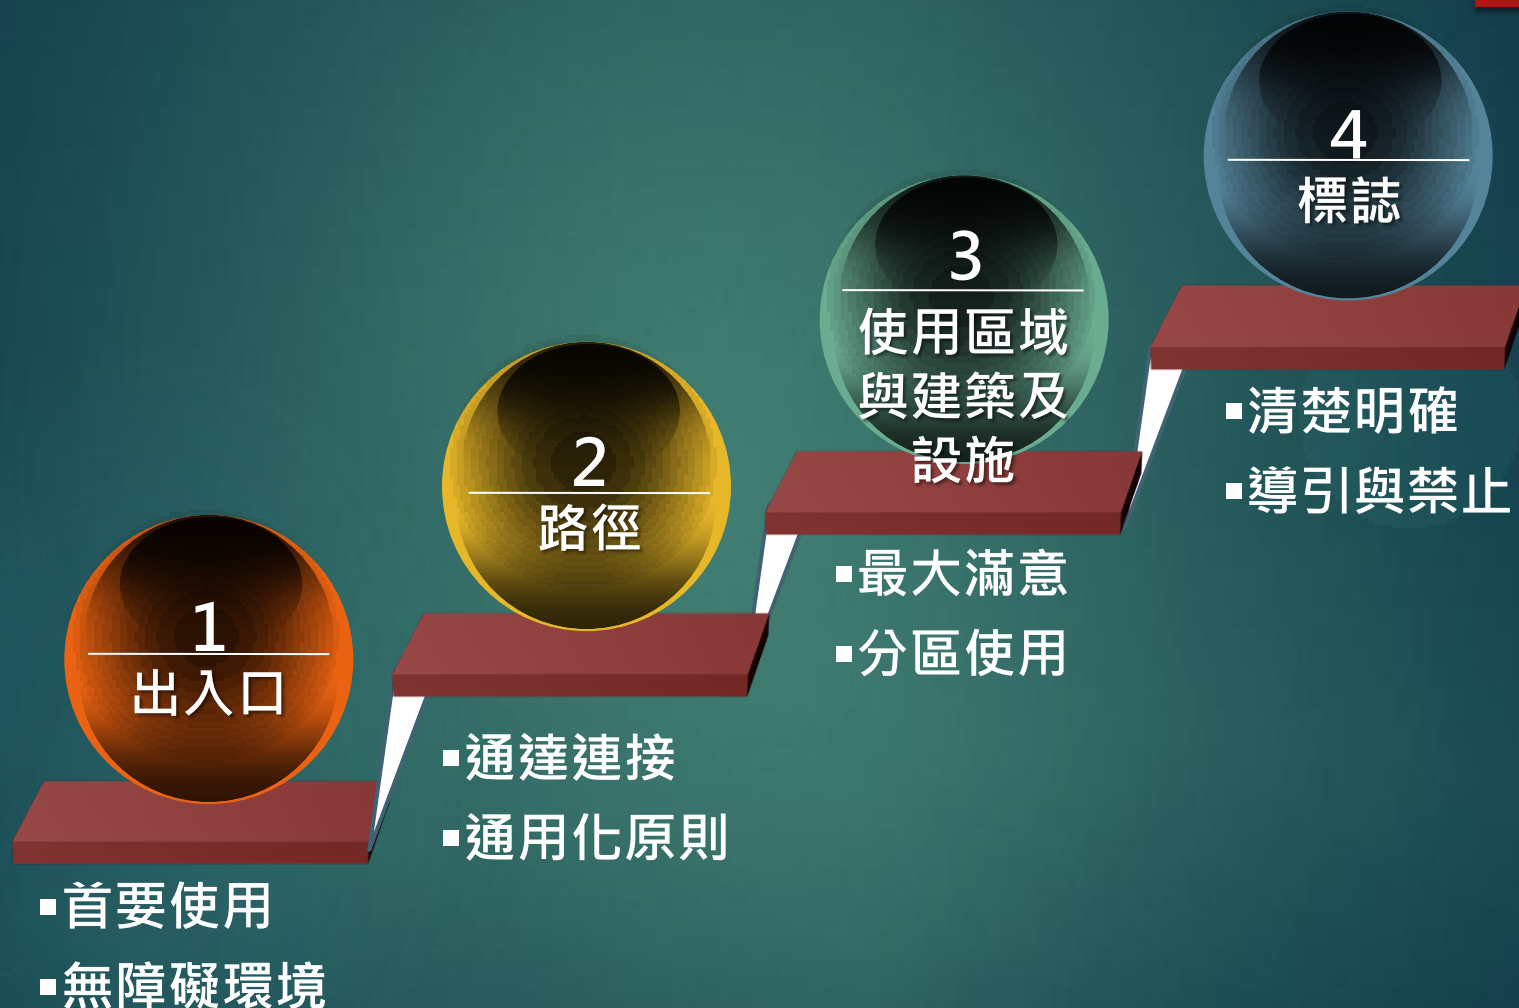 1
出入口
▪首要使用
▪無障礙環境
2
路徑
▪通達連接
▪通用化原則
3
使用區域
與建築及
設施
▪最大滿意
▪分區使用
4
標誌
▪清楚明確
▪導引與禁止